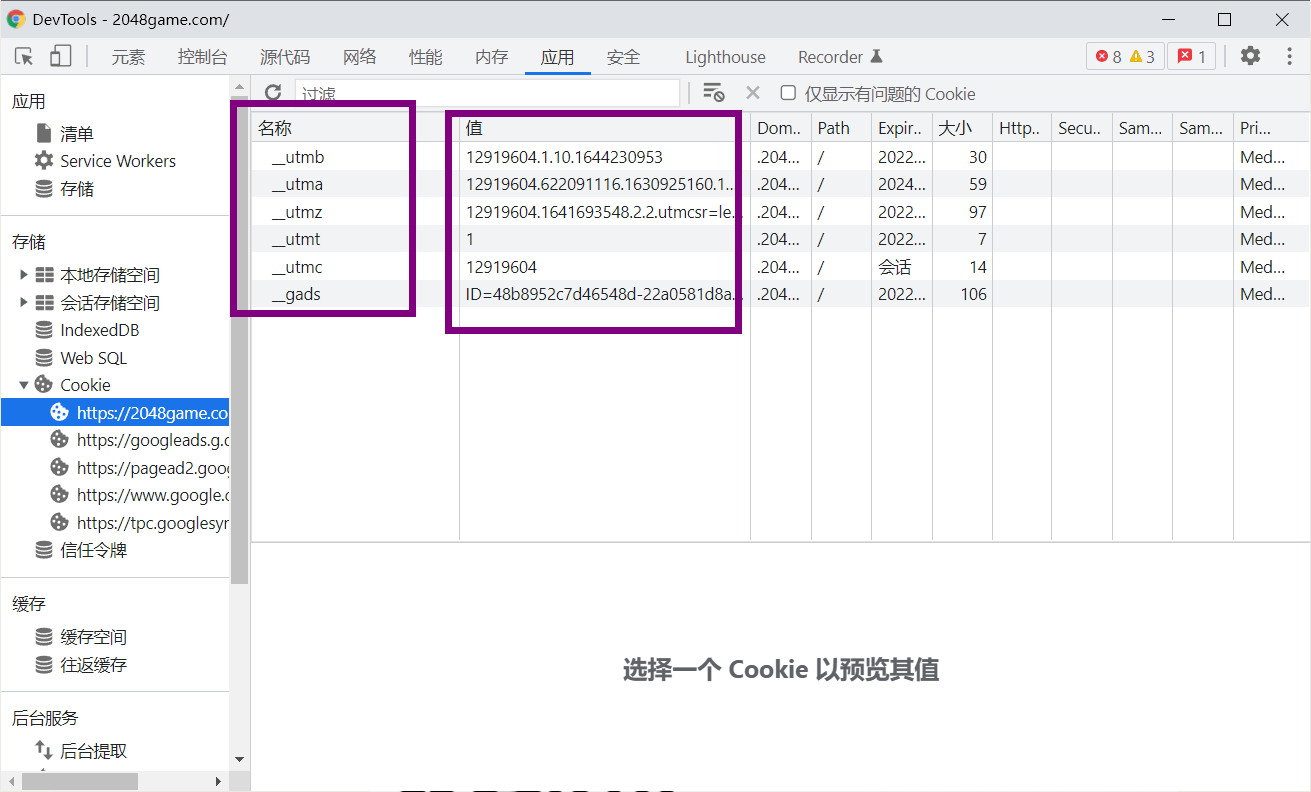 DevTools - 2048game.com/
元素 控制台 源代码 网络 性能 内存 应用 安全 Lighthouse Recorder 8 3 1
应用
清单
Service Workers
存储
存储
本地存储空间
会话存储空间
IndexedDB
Web SQL
Cookie
https://2048game.co
https://googleads.g.d
https://pagead2.goog
https://www.google.c
https://tpc.googlesyn
信任令牌
缓存
缓存空间
往返缓存
后台服务
后台提取
过滤 仅显示有问题的 Cookie
名称 值 Dom.. Path Expir.. 大小 Http.. Secu.. Sam... Sam... Pri...
__utmb 12919604.1.10.1644230953 .204... / 2022... 30 Med...
__utma 12919604.622091116.1630925160.1... .204... / 2024... 59 Med...
__utmz 12919604.1641693548.2.2.utmcsr=le... .204... / 2022... 97 Med...
__utmt 1 .204... / 2022... 7 Med...
__utmc 12919604 .204... / 会话 14 Med...
__gads ID=48b8952c7d46548d-22a0581d8a... .204... / 2022... 106 Med...
选择一个 Cookie 以预览其值